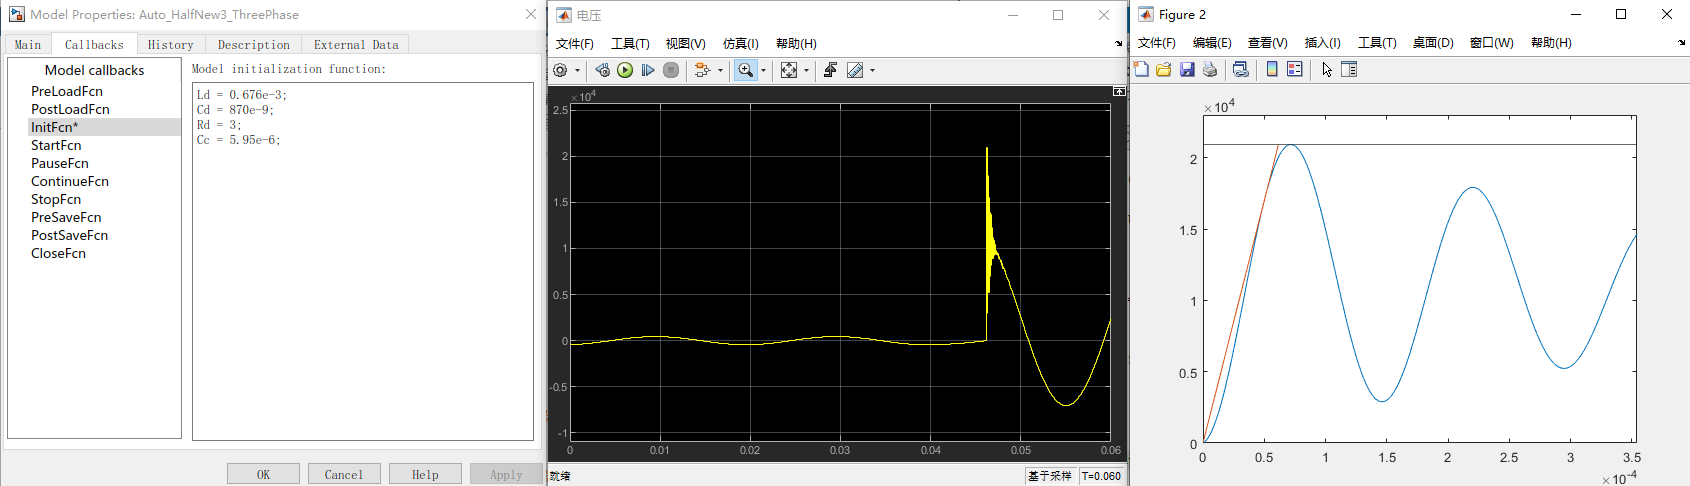 Model Properties: Auto_HalfNew3_ThreePhase
Main Callbacks History Description External Data
Model callbacks
PreLoadFcn
PostLoadFcn
InitFcn*
StartFcn
PauseFcn
ContinueFcn
StopFcn
PreSaveFcn
PostSaveFcn
CloseFcn
Model initialization function:
Ld = 0.676e-3;
Cd = 870e-9;
Rd = 3;
Cc = 5.95e-6;
OK Cancel Help Apply
电压
文件(F) 工具(T) 视图(V) 仿真(I) 帮助(H)
×10^4
2.5
2
1.5
1
0.5
0
-0.5
-1
0 0.01 0.02 0.03 0.04 0.05 0.06
就绪 基于采样 T=0.060
Figure 2
文件(F) 编辑(E) 查看(V) 插入(I) 工具(T) 桌面(D) 窗口(W) 帮助(H)
×10^4
2
1.5
1
0.5
0
0 0.5 1 1.5 2 2.5 3 3.5
×10^-4